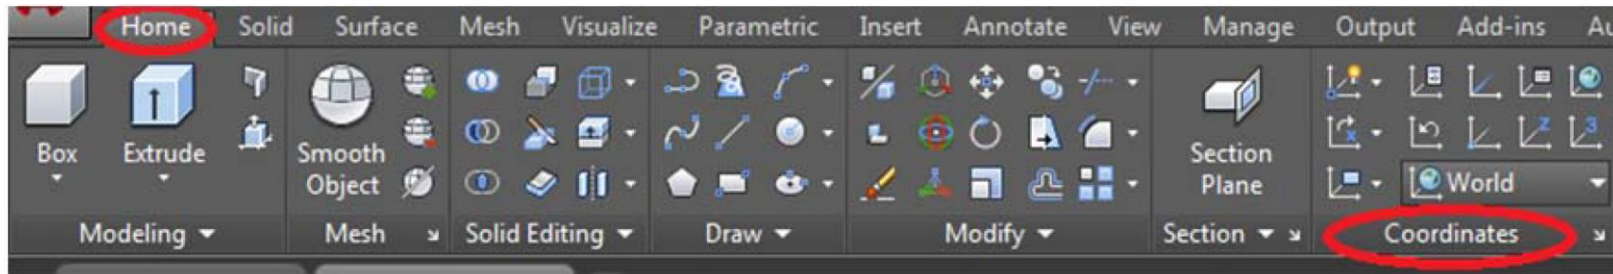 Home Solid Surface Mesh Visualize Parametric Insert Annotate View Manage Output Add-ins Au
Box Extrude Smooth Object Section Plane World
Modeling Mesh Solid Editing Draw Modify Section Coordinates